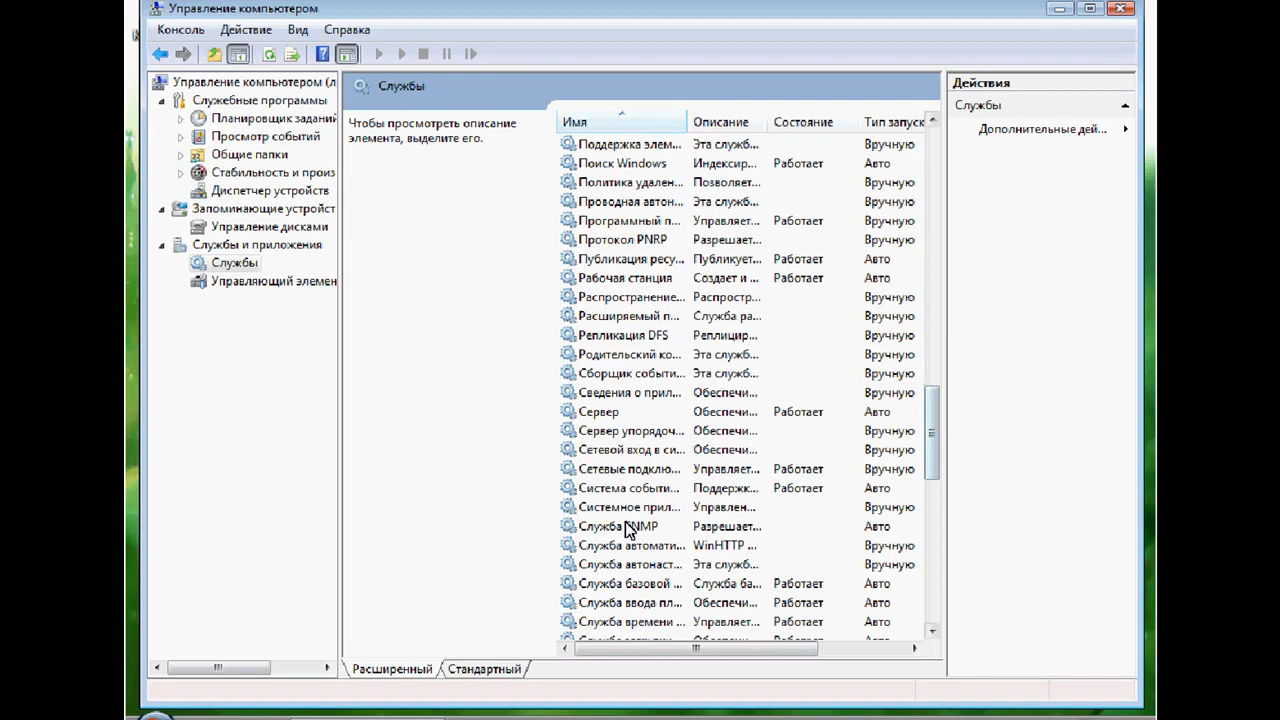 Управление компьютером
Консоль Действие Вид Справка
Управление компьютером (л
Служебные программы
Планировщик заданий
Просмотр событий
Общие папки
Стабильность и произ
Диспетчер устройств
Запоминающие устройст
Управление дисками
Службы и приложения
Службы
Управляющий элемен
Службы
Чтобы просмотреть описание
элемента, выделите его.
Имя Описание Состояние Тип запуск
Поддержка элем... Эта служб... Вручную
Поиск Windows Индексир... Работает Авто
Политика удален... Позволяет... Вручную
Проводная автон... Эта служб... Вручную
Программный п... Управляет... Работает Вручную
Протокол PNRP Разрешает... Вручную
Публикация ресу... Публикует... Работает Авто
Рабочая станция Создает и ... Работает Авто
Распространение... Распростр... Вручную
Расширяемый п... Служба ра... Вручную
Репликация DFS Реплицир... Вручную
Родительский ко... Эта служб... Вручную
Сборщик событи... Эта служб... Вручную
Сведения о прил... Обеспечи... Вручную
Сервер Обеспечи... Работает Авто
Сервер упорядоч... Обеспечи... Вручную
Сетевой вход в си... Обеспечи... Вручную
Сетевые подклю... Управляет... Работает Вручную
Система событи... Поддержк... Работает Авто
Системное прил... Управлен... Вручную
Служба Разрешает... Авто
Служба автомати... WinHTTP ... Вручную
Служба автонаст... Эта служб... Вручную
Служба базовой ... Служба ба... Работает Авто
Служба ввода пл... Обеспечи... Работает Авто
Служба времени ... Управляет... Работает Авто
Расширенный Стандартный
Действия
Службы
Дополнительные дей...